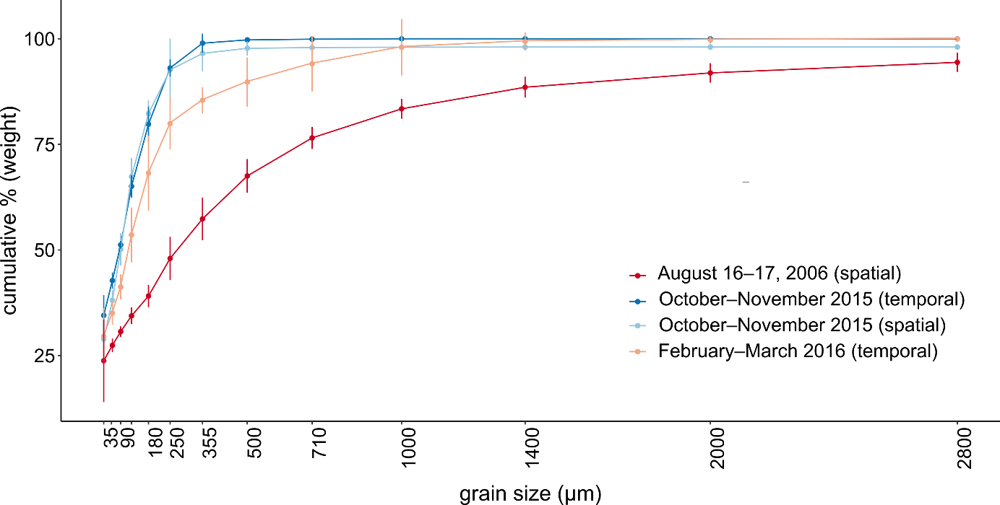 cumulative % (weight)
100
75
50
25
August 16–17, 2006 (spatial)
October–November 2015 (temporal)
October–November 2015 (spatial)
February–March 2016 (temporal)
35
90
180
250
355
500
710
1000
1400
2000
2800
grain size (µm)